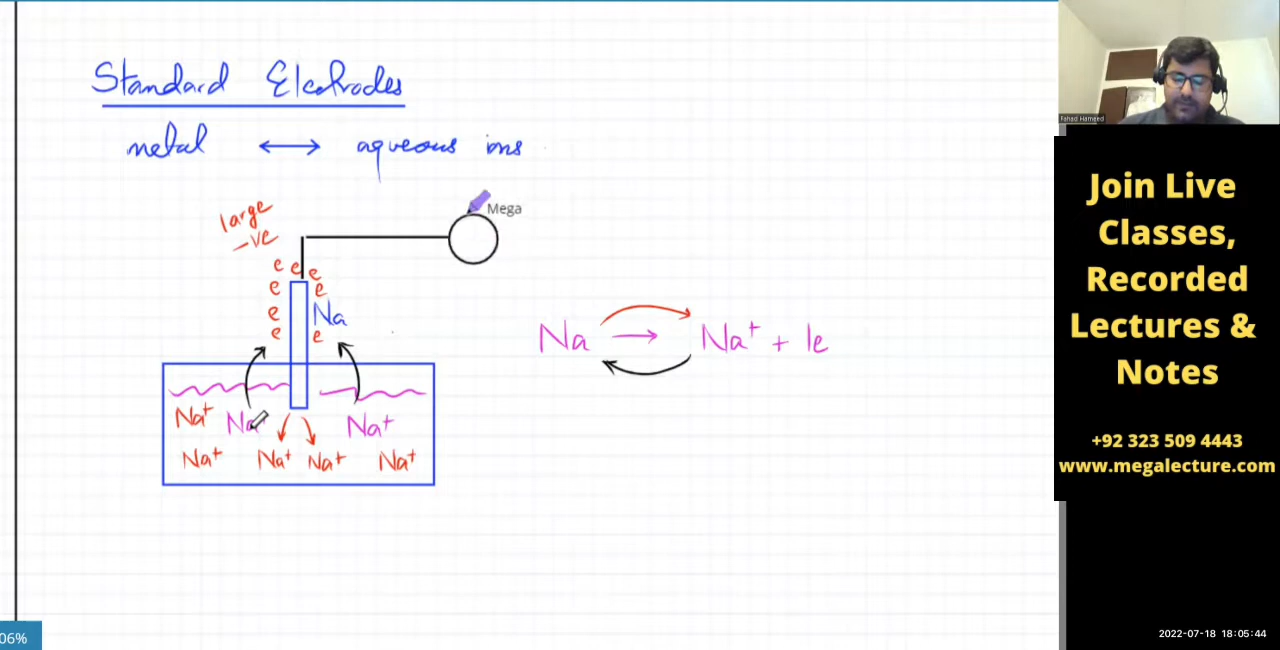 Standard Electrodes
metal ⟷ aqueous ions
large
-ve
Mega
e e e
e e
e Na
e e
Na → Na⁺ + 1e
Na⁺ Na Na⁺
Na⁺ Na⁺ Na⁺ Na⁺
06%
Fahad Hameed
Join Live
Classes,
Recorded
Lectures &
Notes
+92 323 509 4443
www.megalecture.com
2022-07-18 18:05:44